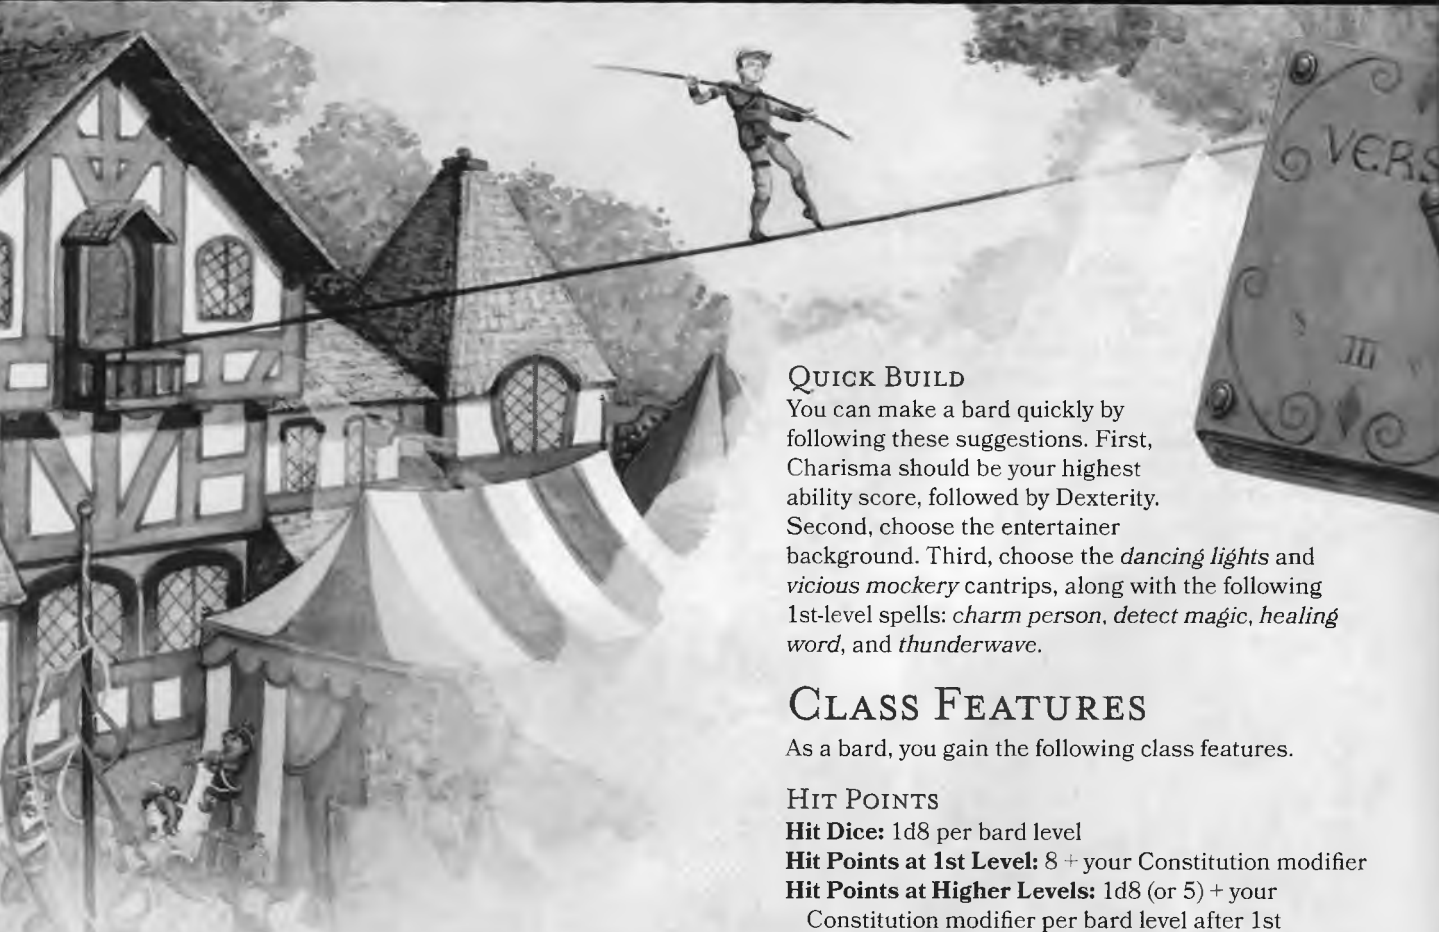 VERS
III
QUICK BUILD
You can make a bard quickly by
following these suggestions. First,
Charisma should be your highest
ability score, followed by Dexterity.
Second, choose the entertainer
background. Third, choose the dancing lights and
vicious mockery cantrips, along with the following
1st-level spells: charm person, detect magic, healing
word, and thunderwave.
CLASS FEATURES
As a bard, you gain the following class features.
HIT POINTS
Hit Dice: 1d8 per bard level
Hit Points at 1st Level: 8 + your Constitution modifier
Hit Points at Higher Levels: 1d8 (or 5) + your
Constitution modifier per bard level after 1st